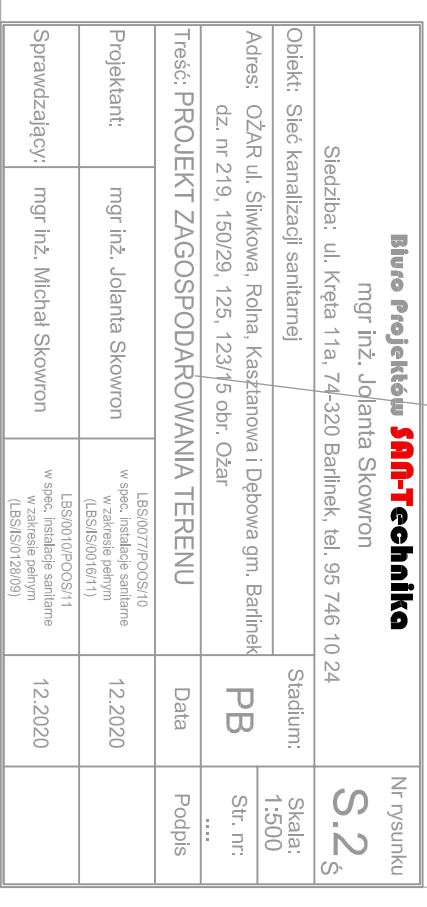 Biuro Projektów SAN-Technika
mgr inż. Jolanta Skowron
Siedziba: ul. Kręta 11a, 74-320 Barlinek, tel. 95 746 10 24
Nr rysunku
S.2 Ś
Obiekt: Sieć kanalizacji sanitarnej
Adres: OŻAR ul. Śliwkowa, Rolna, Kasztanowa i Dębowa gm. Barlinek
dz. nr 219, 150/29, 125, 123/15 obr. Ożar
Stadium:
PB
Skala:
1:500
Str. nr:
....
Treść: PROJEKT ZAGOSPODAROWANIA TERENU
Data
Podpis
Projektant:
mgr inż. Jolanta Skowron
LBS/0077/POOS/10
w spec. instalacje sanitarne
w zakresie pełnym
(LBS/IS/0016/11)
12.2020
Sprawdzający:
mgr inż. Michał Skowron
LBS/0010/POOS/11
w spec. instalacje sanitarne
w zakresie pełnym
(LBS/IS/0128/09)
12.2020